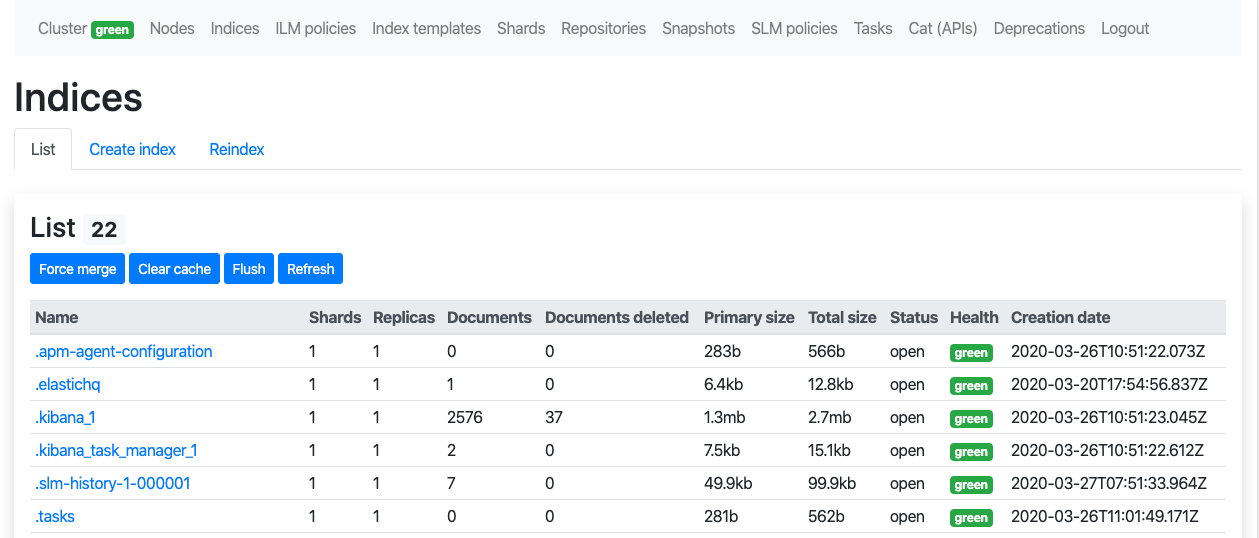 Cluster green Nodes Indices ILM policies Index templates Shards Repositories Snapshots SLM policies Tasks Cat (APIs) Deprecations Logout
Indices
List Create index Reindex
List 22
Force merge Clear cache Flush Refresh
Name Shards Replicas Documents Documents deleted Primary size Total size Status Health Creation date
.apm-agent-configuration 1 1 0 0 283b 566b open green 2020-03-26T10:51:22.073Z
.elastichq 1 1 1 0 6.4kb 12.8kb open green 2020-03-20T17:54:56.837Z
.kibana_1 1 1 2576 37 1.3mb 2.7mb open green 2020-03-26T10:51:23.045Z
.kibana_task_manager_1 1 1 2 0 7.5kb 15.1kb open green 2020-03-26T10:51:22.612Z
.slm-history-1-000001 1 1 7 0 49.9kb 99.9kb open green 2020-03-27T07:51:33.964Z
.tasks 1 1 0 0 281b 562b open green 2020-03-26T11:01:49.171Z